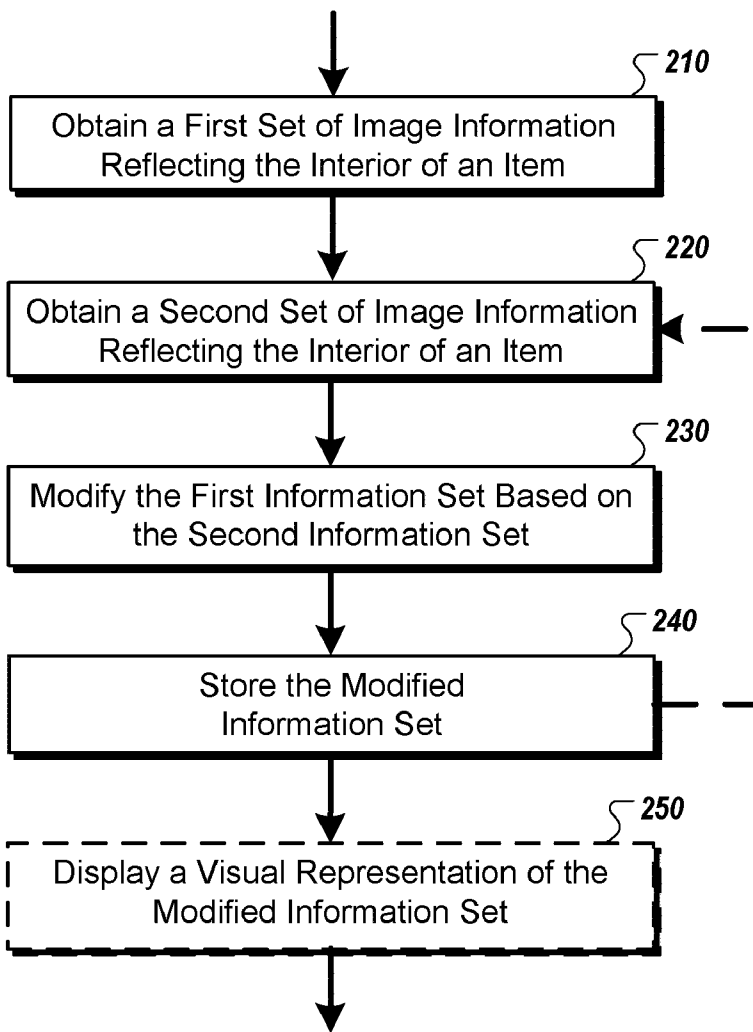 210
Obtain a First Set of Image Information
Reflecting the Interior of an Item
220
Obtain a Second Set of Image Information
Reflecting the Interior of an Item
230
Modify the First Information Set Based on
the Second Information Set
240
Store the Modified
Information Set
250
Display a Visual Representation of the
Modified Information Set